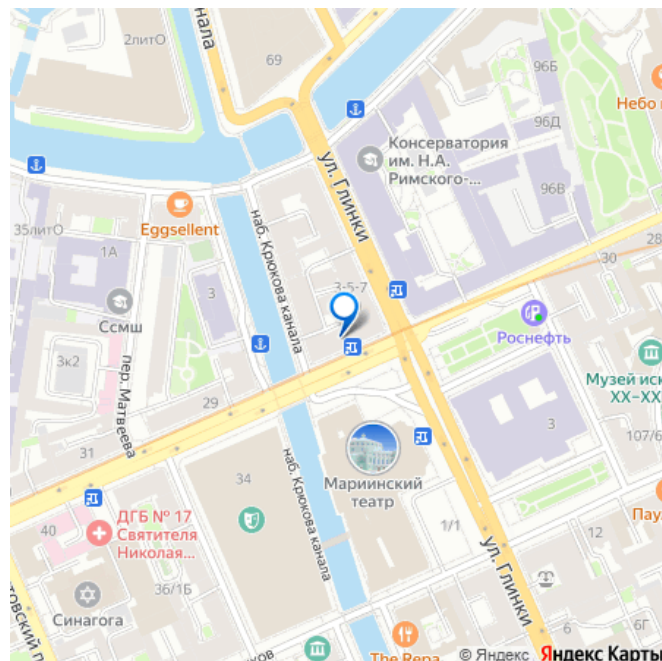 2литО
нала
69
96Б
Небо
96Д
Консерватория
им. Н.А.
Римского-...
ул. Глинки
96В
Eggsellent
35литО
1А
наб. Крюкова канала
28
30
3
3-5-7
Ссмш
Роснефть
3к2
пер. Матвеева
Музей иск
XX–XX
29
3
31
107/6
Мариинский
театр
34
наб. Крюкова канала
40
ДГБ № 17
Святителя
Николая...
1/1
Пау
12
ул. Глинки
36/1Б
Синагога
6
6Г
The Repa
© Яндекс Яндекс Карты